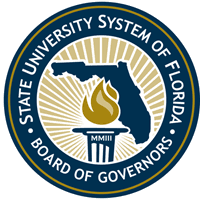 STATE UNIVERSITY SYSTEM OF FLORIDA
MMIII
• BOARD OF GOVERNORS •